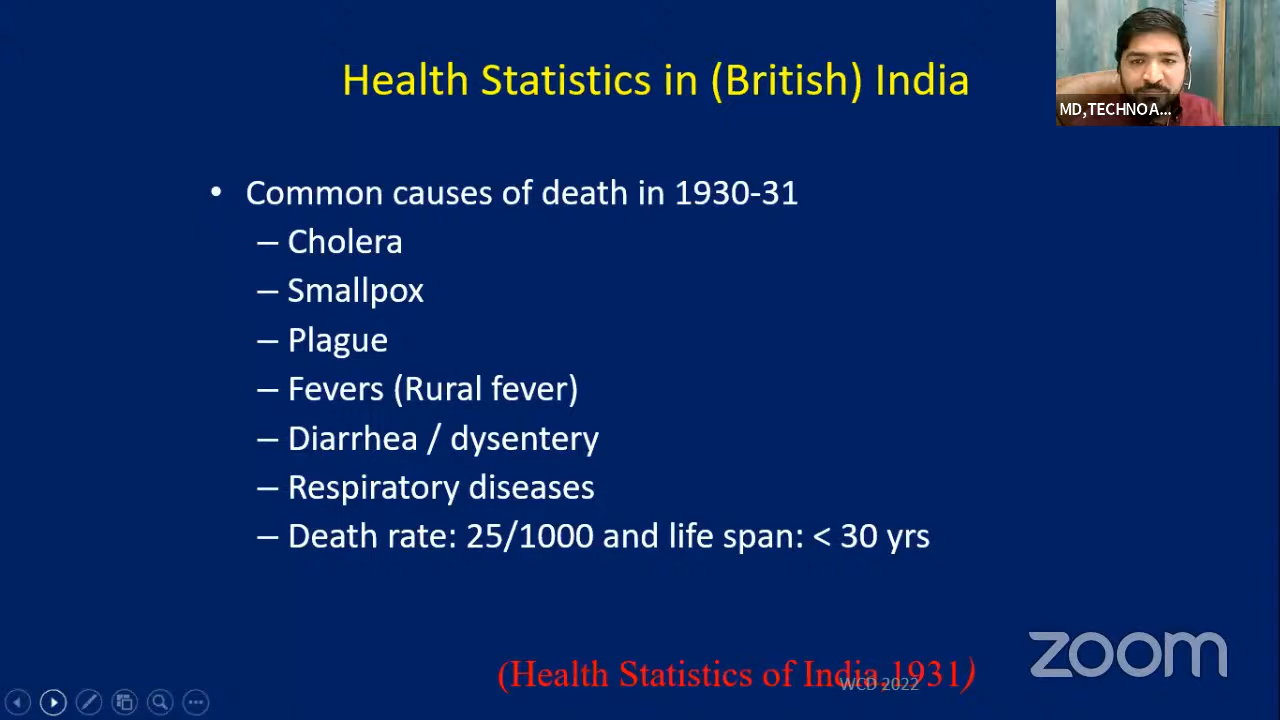 Health Statistics in (British) India
MD,TECHNO A...
• Common causes of death in 1930-31
– Cholera
– Smallpox
– Plague
– Fevers (Rural fever)
– Diarrhea / dysentery
– Respiratory diseases
– Death rate: 25/1000 and life span: < 30 yrs
zoom
(Health Statistics of India,1931)
WCD 2022